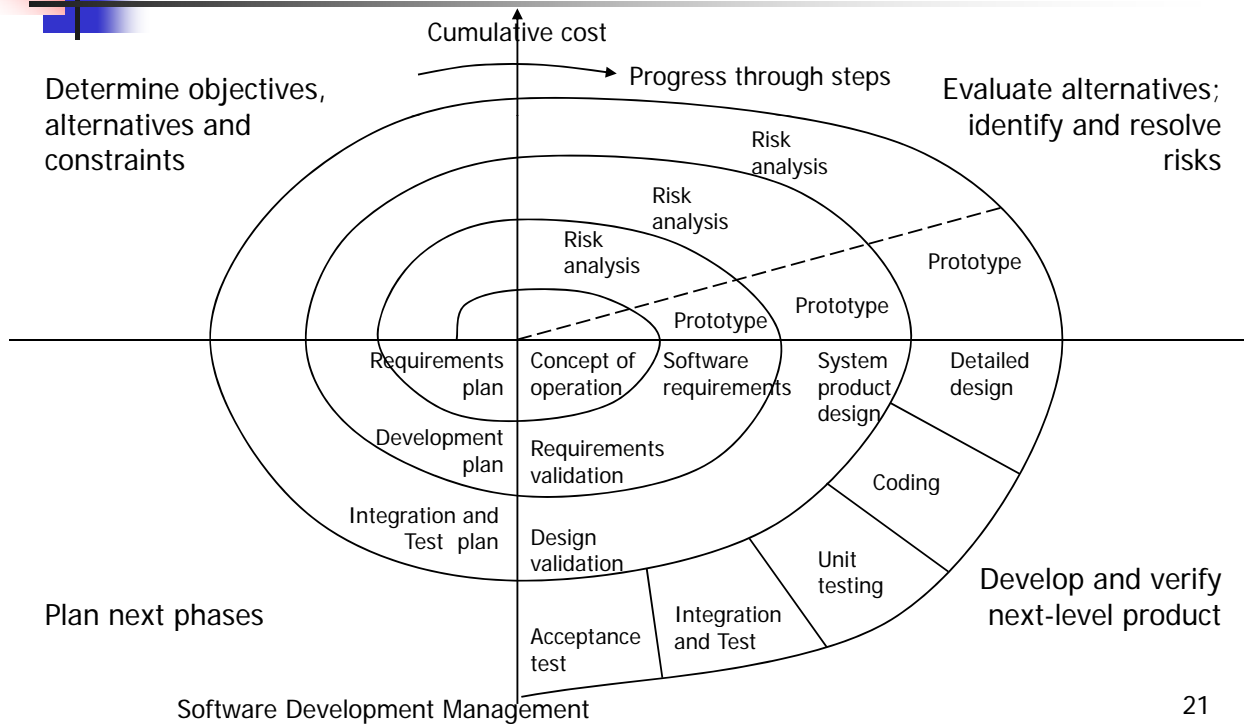 Cumulative cost
Progress through steps
Determine objectives,
alternatives and
constraints
Evaluate alternatives;
identify and resolve
risks
Risk
analysis
Risk
analysis
Risk
analysis
Prototype
Prototype
Prototype
Requirements
plan
Concept of
operation
Software
requirements
System
product
design
Detailed
design
Development
plan
Requirements
validation
Coding
Integration and
Test plan
Design
validation
Unit
testing
Integration
and Test
Acceptance
test
Plan next phases
Develop and verify
next-level product
Software Development Management
21